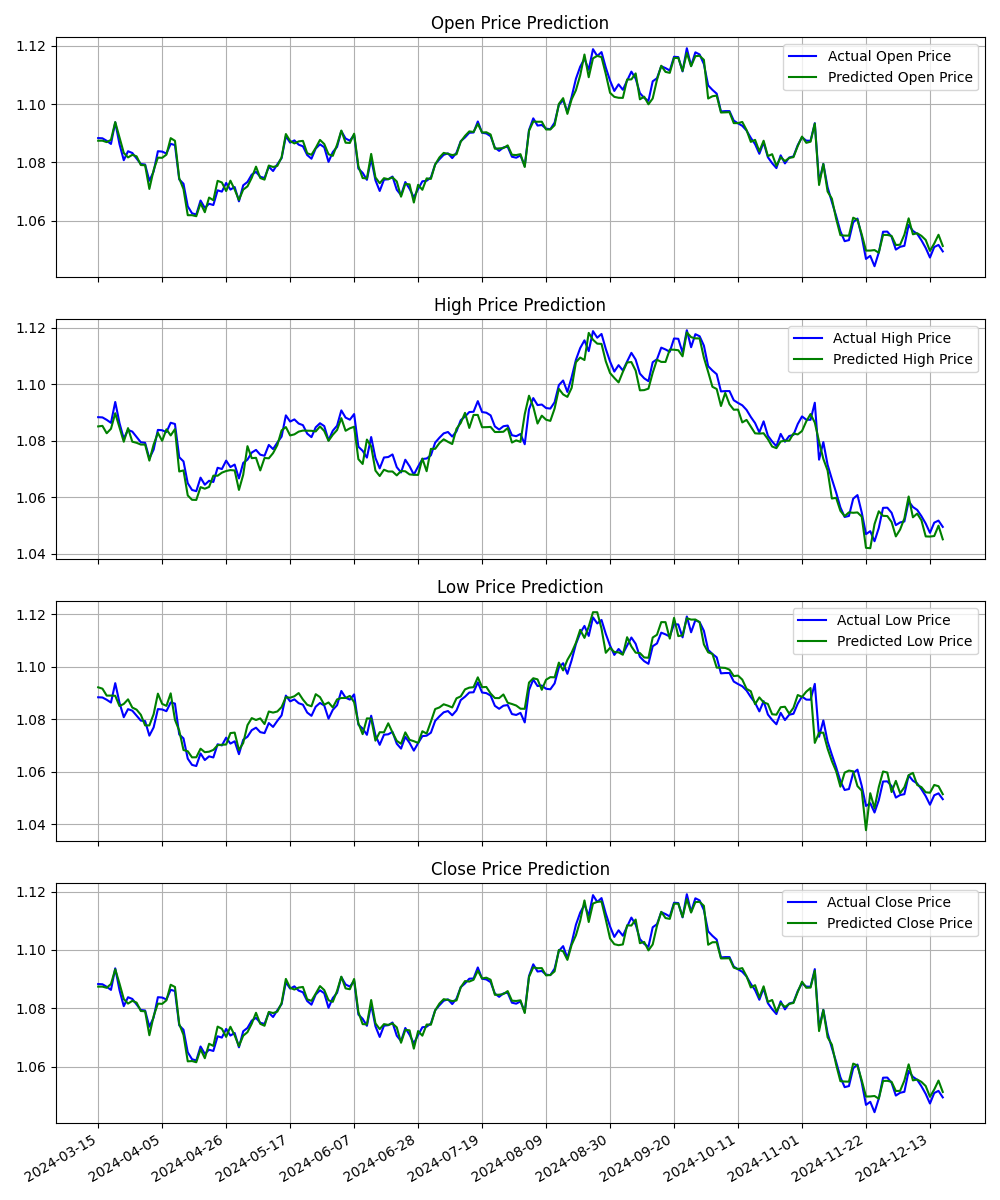 Open Price Prediction
1.12
1.10
1.08
1.06
Actual Open Price
Predicted Open Price
High Price Prediction
1.12
1.10
1.08
1.06
1.04
Actual High Price
Predicted High Price
Low Price Prediction
1.12
1.10
1.08
1.06
1.04
Actual Low Price
Predicted Low Price
Close Price Prediction
1.12
1.10
1.08
1.06
Actual Close Price
Predicted Close Price
2024-03-15
2024-04-05
2024-04-26
2024-05-17
2024-06-07
2024-06-28
2024-07-19
2024-08-09
2024-08-30
2024-09-20
2024-10-11
2024-11-01
2024-11-22
2024-12-13